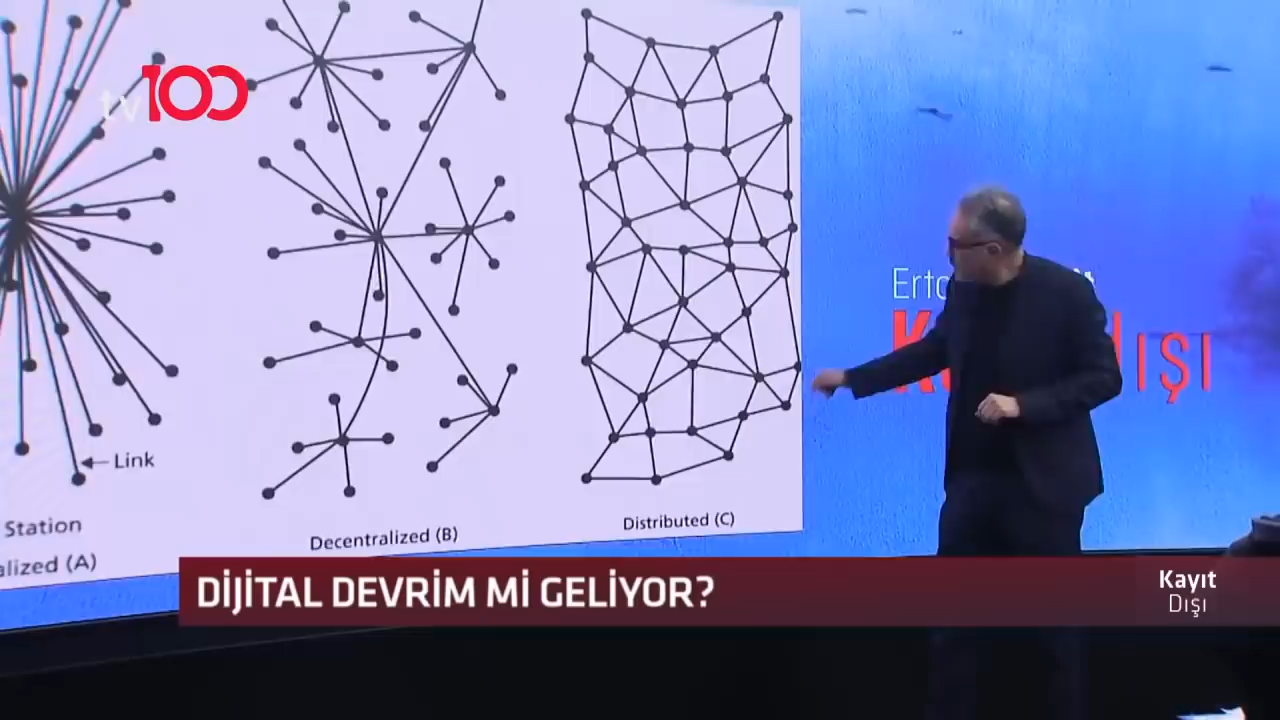 tv100
Link
Station
alized (A)
Decentralized (B)
Distributed (C)
DİJİTAL DEVRİM Mİ GELİYOR?
Kayıt
Dışı